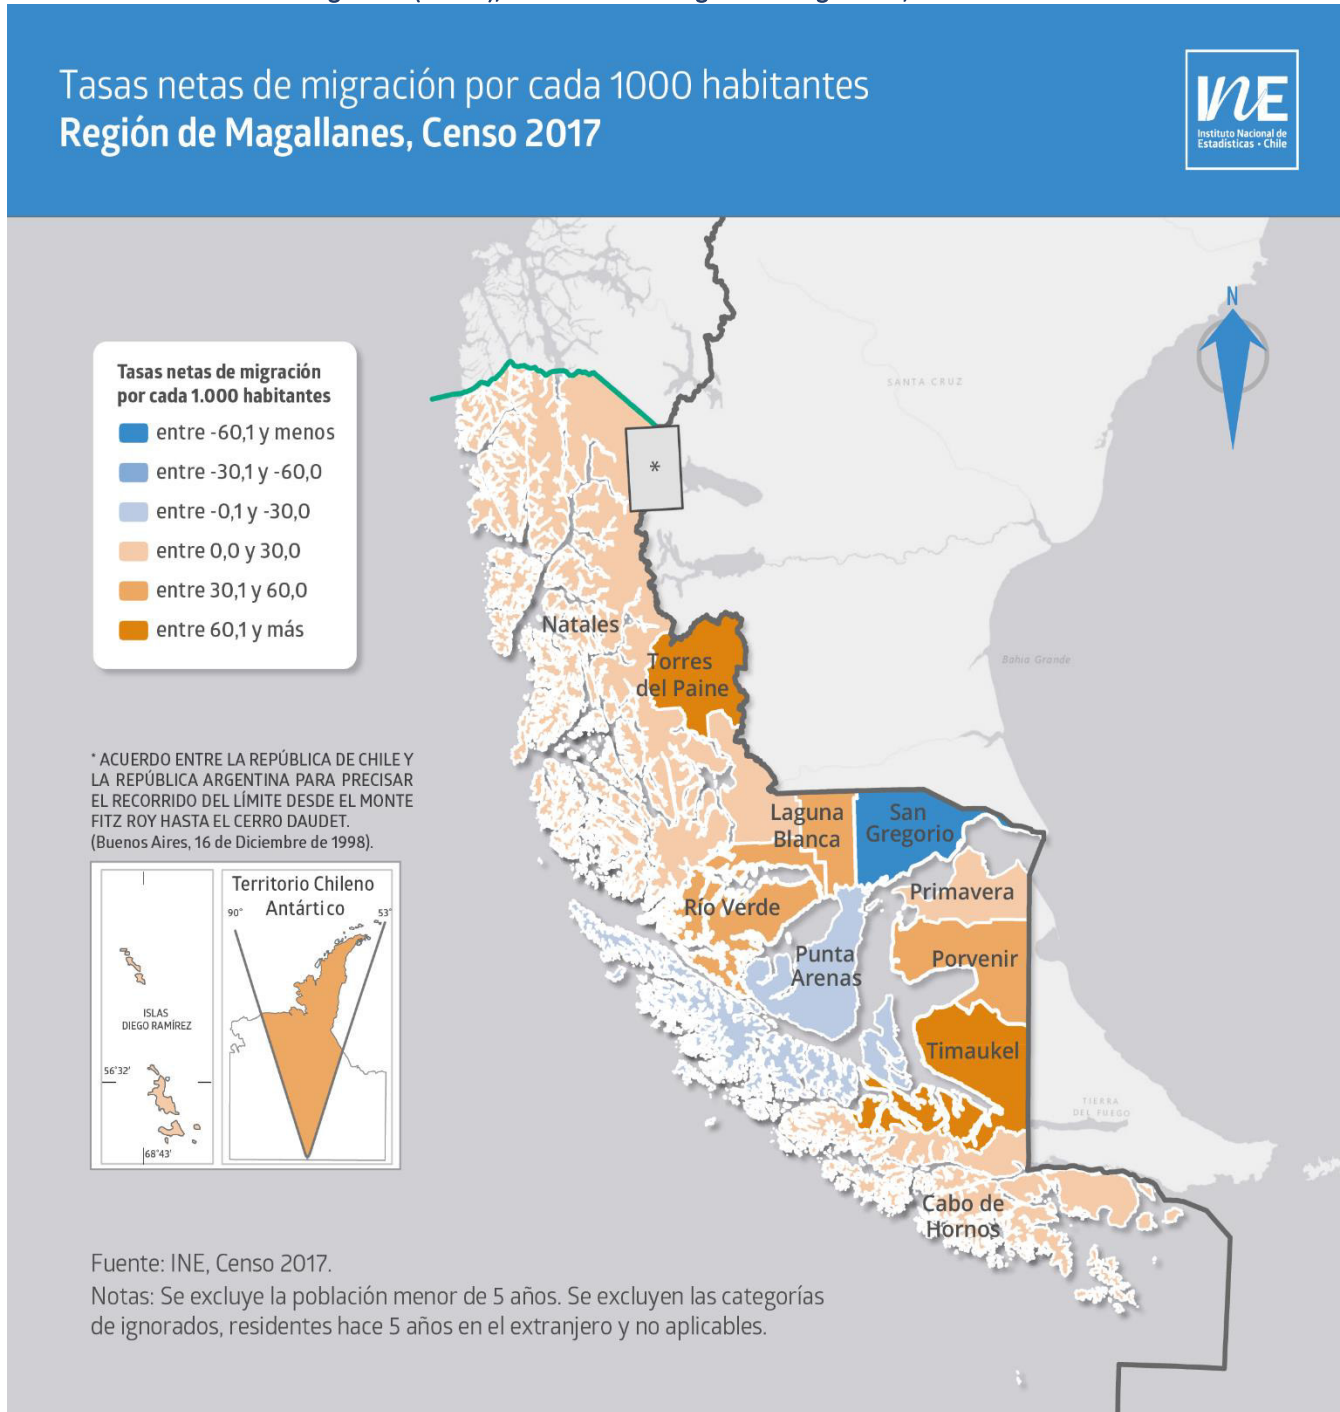 Tasas netas de migración por cada 1000 habitantes
Región de Magallanes, Censo 2017
INE
Instituto Nacional de
Estadísticas • Chile
N
SANTA CRUZ
Tasas netas de migración
por cada 1.000 habitantes
entre -60,1 y menos
entre -30,1 y -60,0
entre -0,1 y -30,0
entre 0,0 y 30,0
entre 30,1 y 60,0
entre 60,1 y más
*
Natales
Torres
del Paine
Bahia Grande
Laguna
Blanca
San
Gregorio
Primavera
Río Verde
Punta
Arenas
Porvenir
Timaukel
TIERRA
DEL FUEGO
Cabo de
Hornos
* ACUERDO ENTRE LA REPÚBLICA DE CHILE Y
LA REPÚBLICA ARGENTINA PARA PRECISAR
EL RECORRIDO DEL LÍMITE DESDE EL MONTE
FITZ ROY HASTA EL CERRO DAUDET.
(Buenos Aires, 16 de Diciembre de 1998).
Territorio Chileno
Antártico
90°
53°
ISLAS
DIEGO RAMÍREZ
56°32'
68°43'
Fuente: INE, Censo 2017.
Notas: Se excluye la población menor de 5 años. Se excluyen las categorías
de ignorados, residentes hace 5 años en el extranjero y no aplicables.